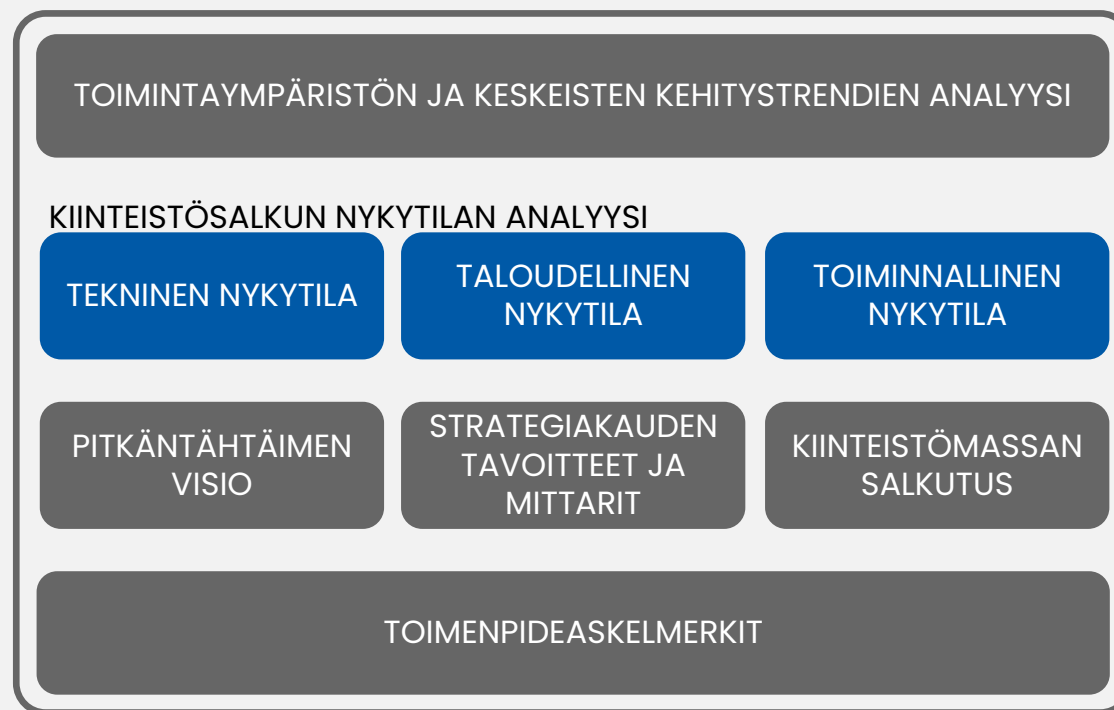 TOIMINTAYMPÄRISTÖN JA KESKEISTEN KEHITYSTRENDIEN ANALYYSI
KIINTEISTÖSALKUN NYKYTILAN ANALYYSI
TEKNINEN NYKYTILA
TALOUDELLINEN
NYKYTILA
TOIMINNALLINEN
NYKYTILA
PITKÄNTÄHTÄIMEN
VISIO
STRATEGIAKAUDEN
TAVOITTEET JA
MITTARIT
KIINTEISTÖMASSAN
SALKUTUS
TOIMENPIDEASKELMERKIT